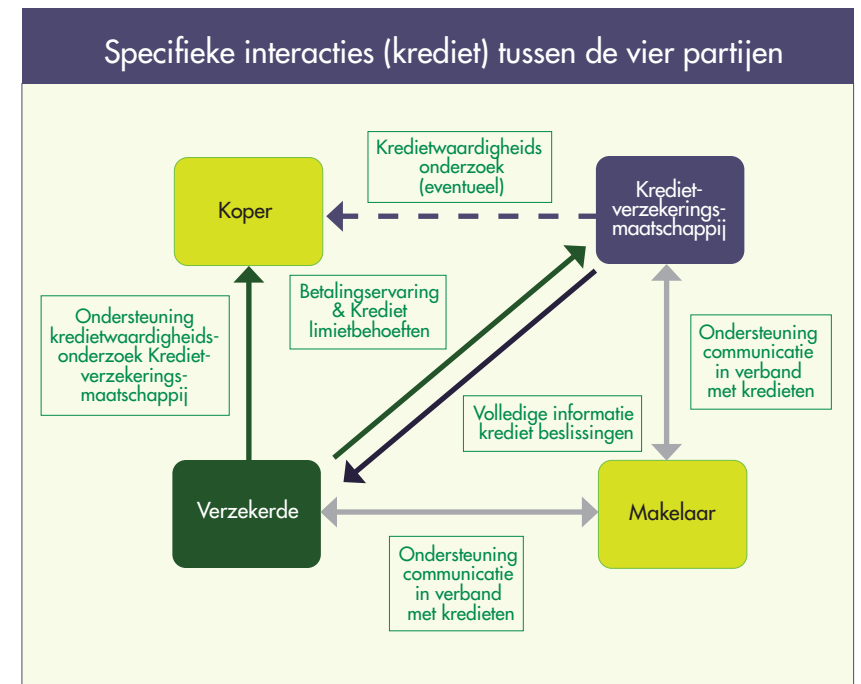 Specifieke interacties (krediet) tussen de vier partijen
Kredietwaardigheids
onderzoek
(eventueel)
Koper
Krediet-
verzekerings-
maatschappij
Betalingservaring
& Krediet
limietbehoeften
Ondersteuning
kredietwaardigheids-
onderzoek Krediet-
verzekerings-
maatschappij
Ondersteuning
communicatie
in verband
met kredieten
Volledige informatie
krediet beslissingen
Verzekerde
Makelaar
Ondersteuning
communicatie
in verband
met kredieten